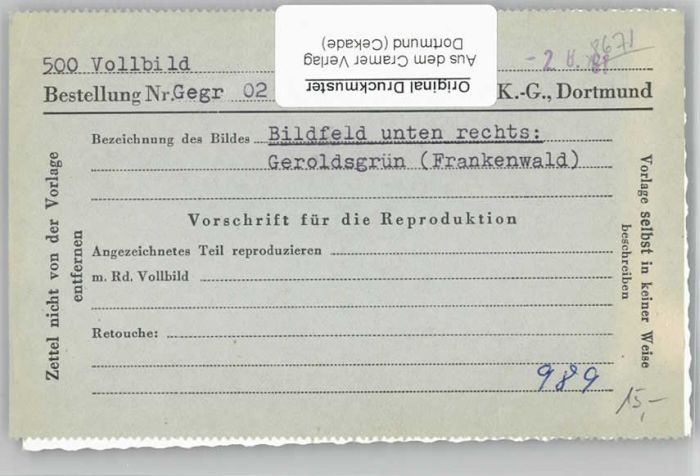 Original Druckmuster
Aus dem Cramer Verlag
Dortmund (Cekade)
8671
500 Vollbild
Bestellung Nr. Gegr 02 K.-G., Dortmund
Bezeichnung des Bildes Bildfeld unten rechts:
Geroldsgrün (Frankenwald)
Vorschrift für die Reproduktion
Angezeichnetes Teil reproduzieren
m. Rd. Vollbild
Retouche:
989
15,-
Zettel nicht von der Vorlage
entfernen
Vorlage selbst in keiner Weise
beschreiben